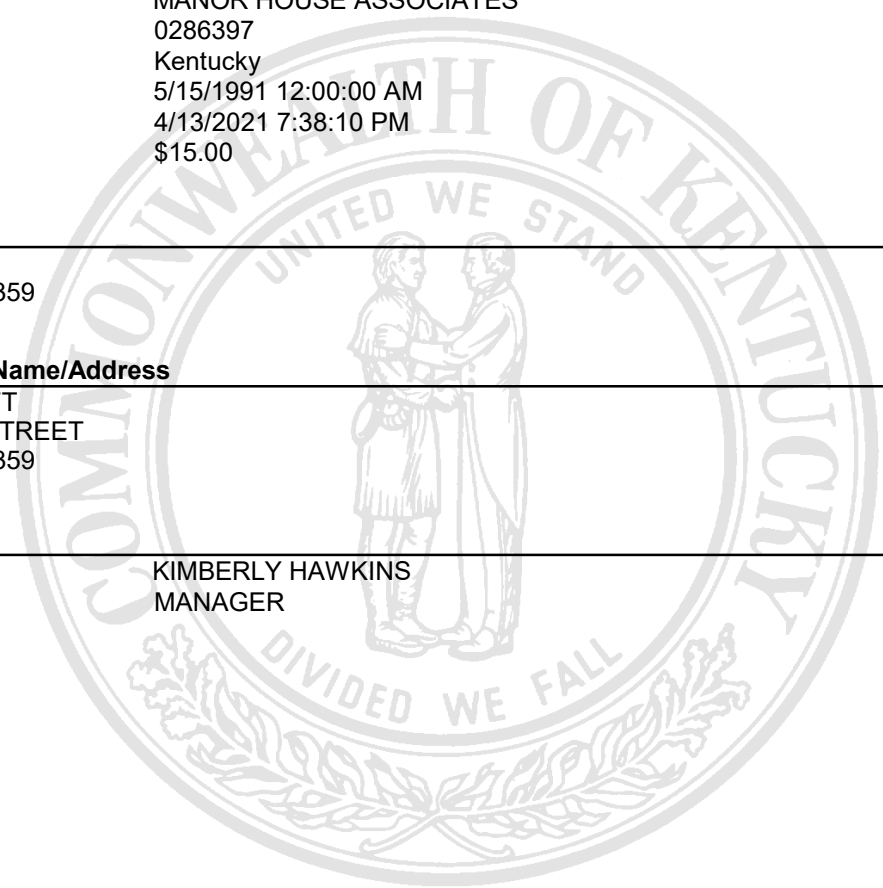 MANOR HOUSE ASSOCIATES
0286397
Kentucky
5/15/1991 12:00:00 AM
4/13/2021 7:38:10 PM
$15.00
359
Name/Address
T
STREET
359
KIMBERLY HAWKINS
MANAGER
COMMONWEALTH OF KENTUCKY
UNITED WE STAND
DIVIDED WE FALL